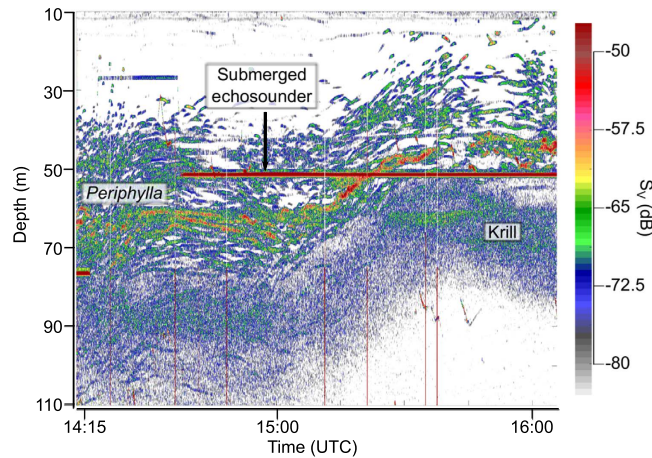 10
30
50
70
90
110
Depth (m)
Submerged
echosounder
Periphylla
Krill
14:15
15:00
16:00
Time (UTC)
-50
-57.5
-65
-72.5
-80
Sv (dB)